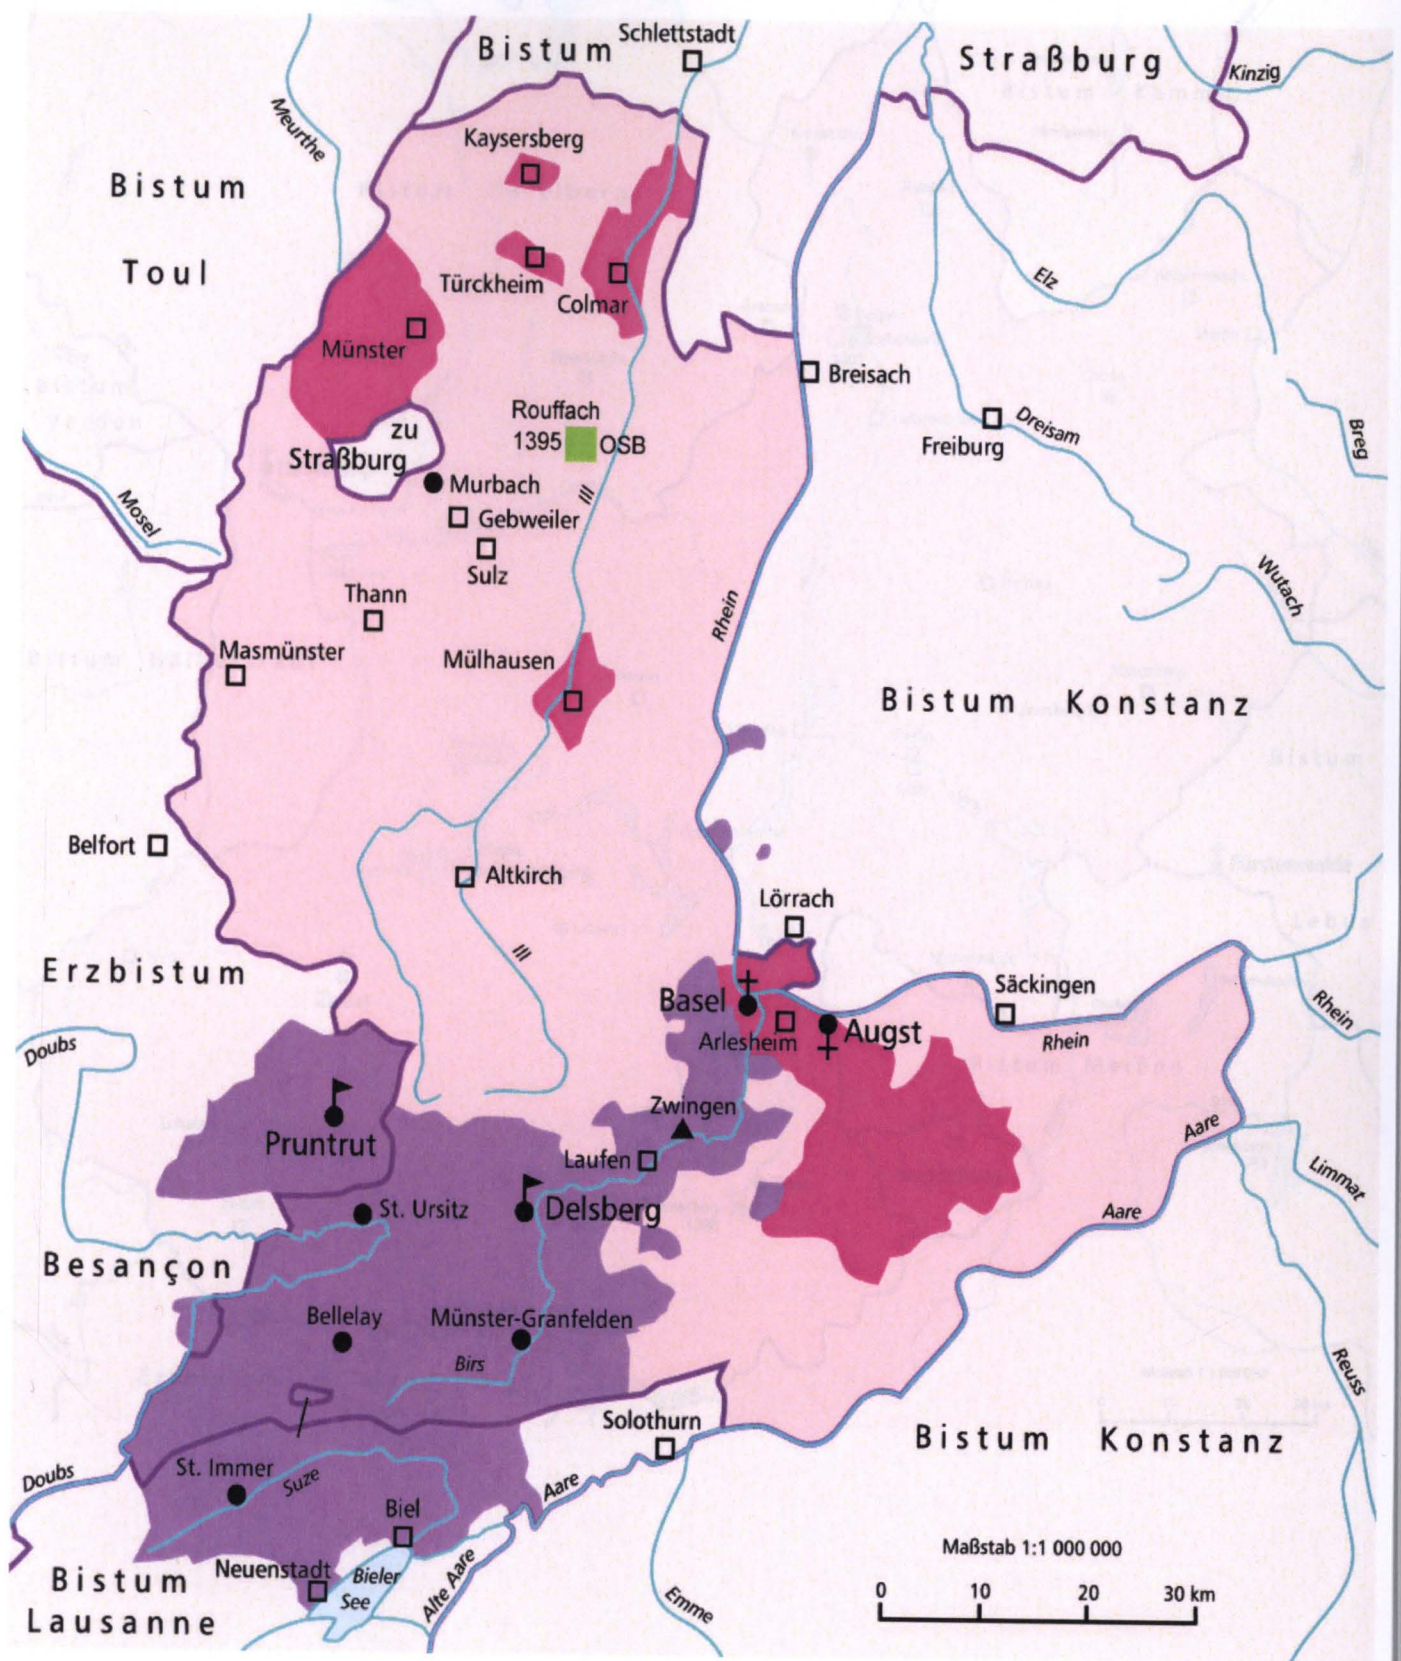 Bistum
Schlettstadt
Straßburg
Kinzig
Meurthe
Kaysersberg
Bistum
Toul
Türckheim
Colmar
Elz
Münster
Breisach
Rouffach
1395
OSB
zu
Straßburg
Freiburg
Dreisam
Breg
Murbach
Ill
Gebweiler
Mosel
Sulz
Thann
Rhein
Wutach
Masmünster
Mülhausen
Bistum Konstanz
Belfort
Altkirch
Lörrach
Ill
Erzbistum
Säckingen
Basel
Rhein
Arlesheim
Augst
Rhein
Doubs
Zwingen
Aare
Pruntrut
Laufen
Limmat
St. Ursitz
Delsberg
Aare
Besançon
Bellelay
Münster-Granfelden
Birs
Reuss
Solothurn
Bistum Konstanz
Doubs
St. Immer
Suze
Aare
Biel
Maßstab 1:1 000 000
Neuenstadt
Bieler
See
Alte Aare
Bistum
Lausanne
Emme
0 10 20 30 km